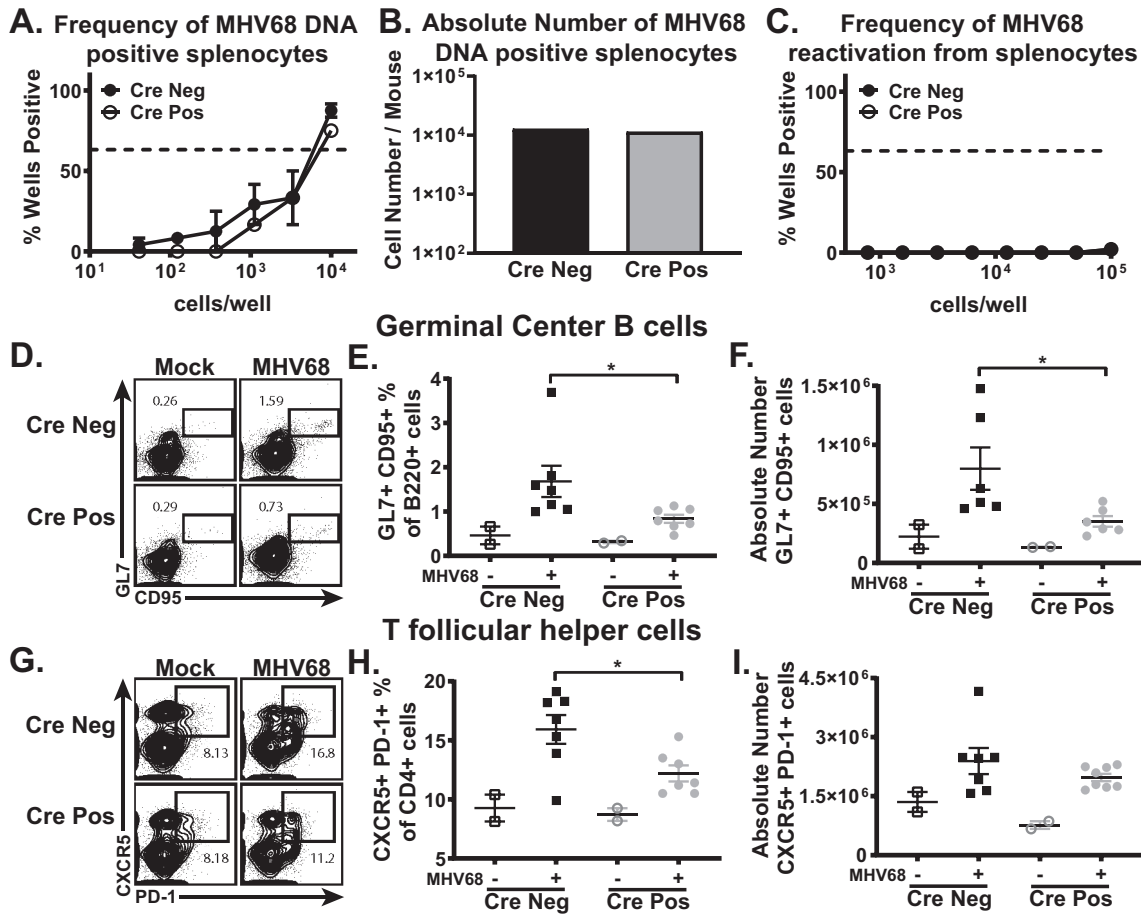 A. Frequency of MHV68 DNA
positive splenocytes
100
50
0
% Wells Positive
Cre Neg
Cre Pos
10¹ 10² 10³ 10⁴
cells/well
B. Absolute Number of MHV68
DNA positive splenocytes
1×10⁵
1×10⁴
1×10³
1×10²
Cell Number / Mouse
Cre Neg Cre Pos
C. Frequency of MHV68
reactivation from splenocytes
100
50
0
% Wells Positive
Cre Neg
Cre Pos
10³ 10⁴ 10⁵
cells/well
Germinal Center B cells
D.
Mock MHV68
Cre Neg
0.26 1.59
Cre Pos
0.29 0.73
GL7
CD95
E.
GL7+ CD95+ %
of B220+ cells
4
3
2
1
0
*
MHV68 - + - +
Cre Neg Cre Pos
F.
Absolute Number
GL7+ CD95+ cells
1.5×10⁶
1×10⁶
5×10⁵
0
*
MHV68 - + - +
Cre Neg Cre Pos
T follicular helper cells
G.
Mock MHV68
Cre Neg
8.13 16.8
Cre Pos
8.18 11.2
CXCR5
PD-1
H.
CXCR5+ PD-1+ %
of CD4+ cells
20
15
10
5
*
MHV68 - + - +
Cre Neg Cre Pos
I.
Absolute Number
CXCR5+ PD-1+ cells
4.5×10⁶
3×10⁶
1.5×10⁶
0
MHV68 - + - +
Cre Neg Cre Pos